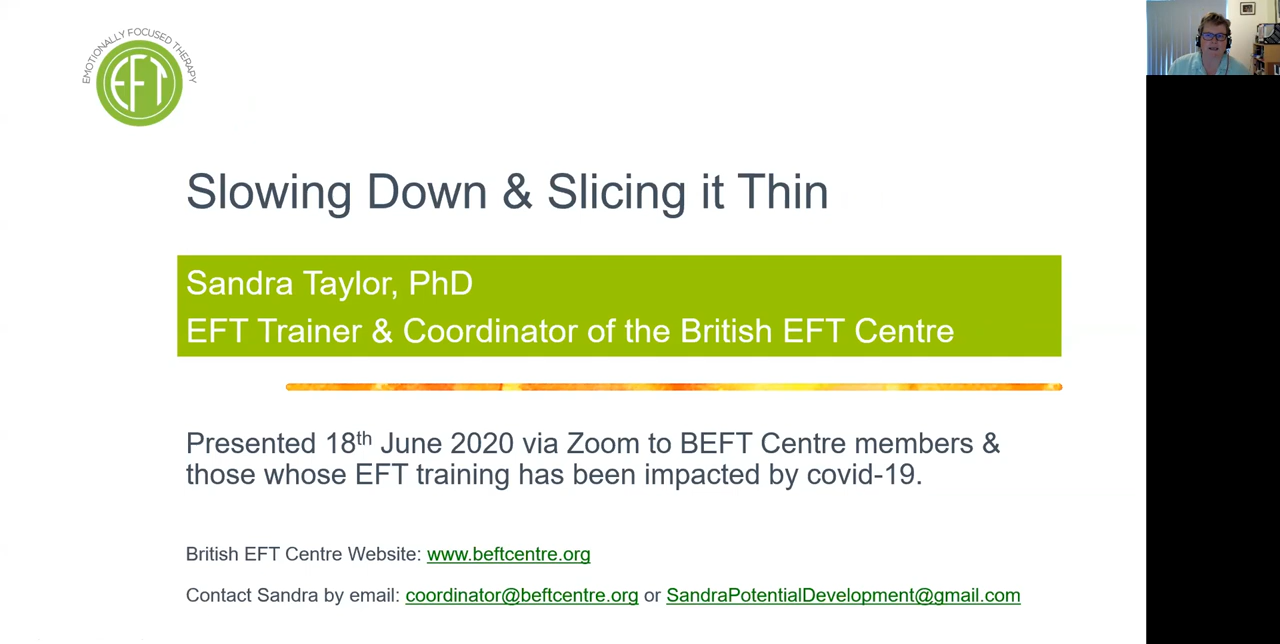 EMOTIONALLY FOCUSED THERAPY
EFT
Slowing Down & Slicing it Thin
Sandra Taylor, PhD
EFT Trainer & Coordinator of the British EFT Centre
Presented 18th June 2020 via Zoom to BEFT Centre members &
those whose EFT training has been impacted by covid-19.
British EFT Centre Website: www.beftcentre.org
Contact Sandra by email: coordinator@beftcentre.org or SandraPotentialDevelopment@gmail.com